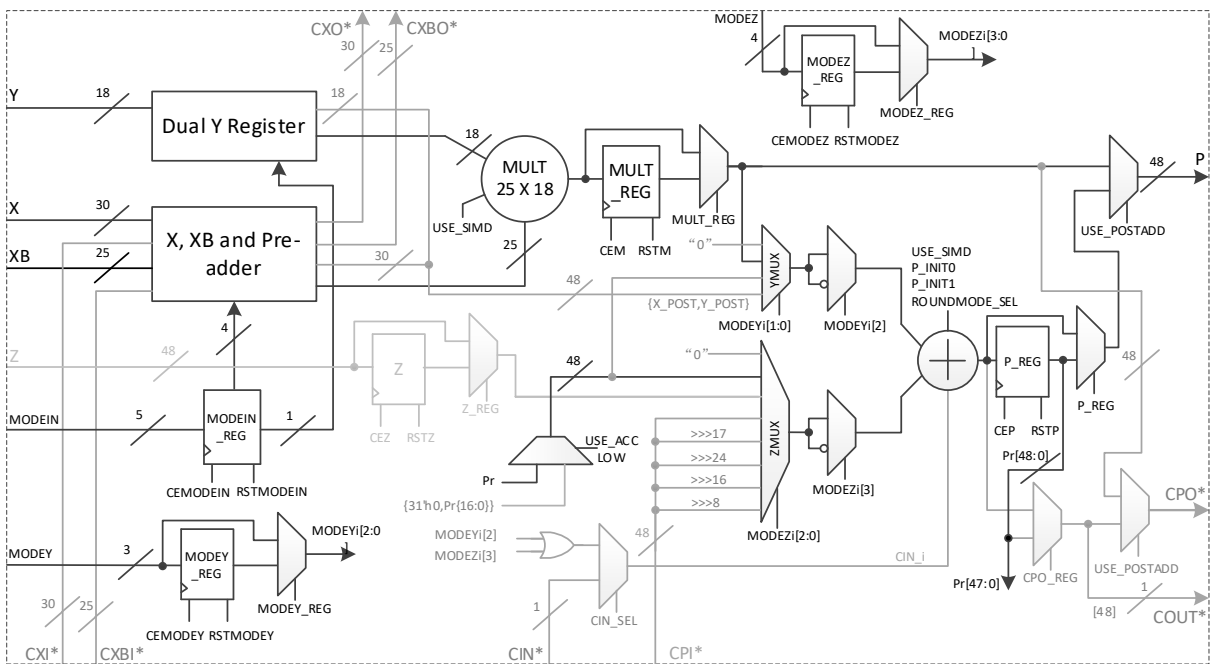 CXO*
CXBO*
30
25
MODEZ
4
MODEZ
_REG
MODEZi[3:0
]
MODEZ_REG
CEMODEZ RSTMODEZ
Y
18
Dual Y Register
18
18
MULT
25 X 18
USE_SIMD
MULT
_REG
MULT_REG
CEM
RSTM
48
P
USE_POSTADD
X
30
XB
25
X, XB and Pre-
adder
30
25
"0"
48
{X_POST,Y_POST}
YMUX
MODEYi[1:0]
MODEYi[2]
USE_SIMD
P_INIT0
P_INIT1
ROUNDMODE_SEL
4
Z
48
Z
Z_REG
CEZ
RSTZ
48
"0"
>>>17
>>>24
>>>16
>>>8
ZMUX
MODEZi[2:0]
MODEZi[3]
P_REG
P_REG
CEP
RSTP
48
MODEIN
5
MODEIN
_REG
1
CEMODEIN RSTMODEIN
USE_ACC
LOW
Pr
{31'h0,Pr{16:0}}
Pr[48:0]
CPO*
USE_POSTADD
CPO_REG
Pr[47:0]
[48]
1
COUT*
MODEY
3
MODEY
_REG
MODEYi[2:0
]
MODEY_REG
CEMODEY RSTMODEY
MODEYi[2]
MODEZi[3]
48
CIN_i
1
CIN_SEL
30
25
CXI*
CXBI*
CIN*
CPI*